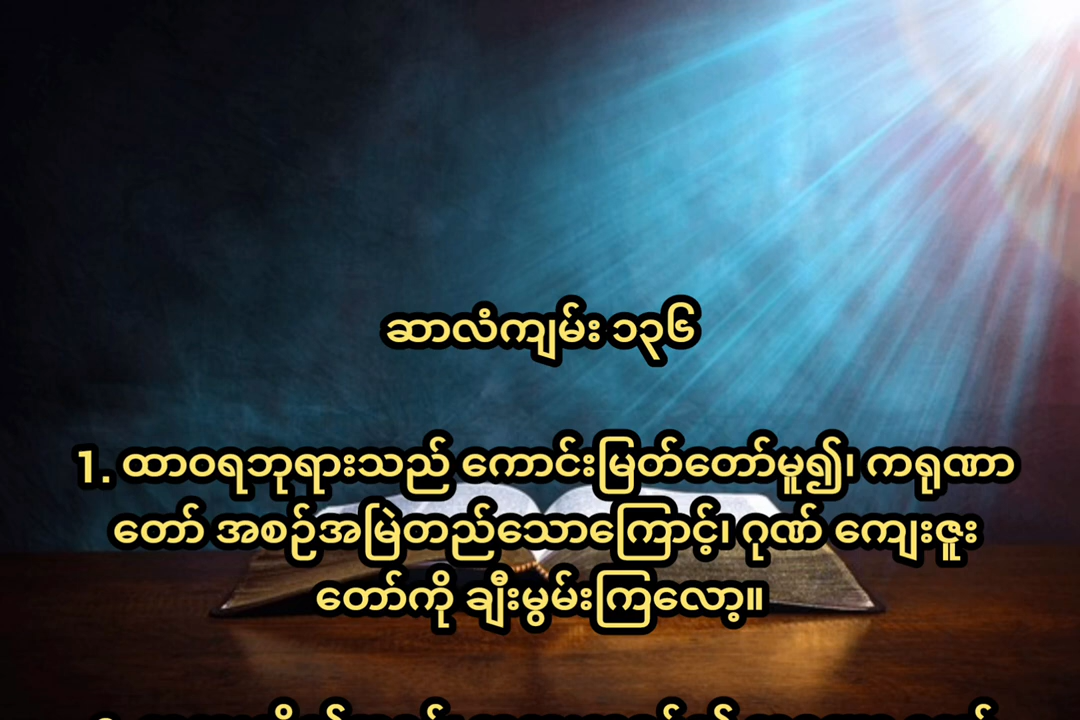 ဆာလံကျမ်း ၁၃၆
1. ထာဝရဘုရားသည် ကောင်းမြတ်တော်မူ၍၊ ကရုဏာ
တော် အစဉ်အမြဲတည်သောကြောင့်၊ ဂုဏ် ကျေးဇူး
တော်ကို ချီးမွမ်းကြလော့။